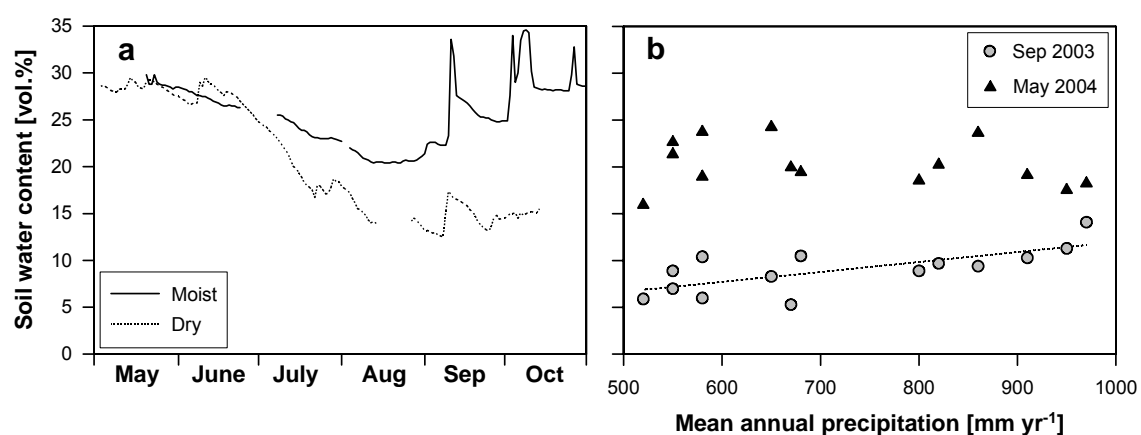 a
b
Soil water content [vol.%]
35
30
25
20
15
10
5
0
Moist
Dry
May June July Aug Sep Oct
Sep 2003
May 2004
500 600 700 800 900 1000
Mean annual precipitation [mm yr⁻¹]